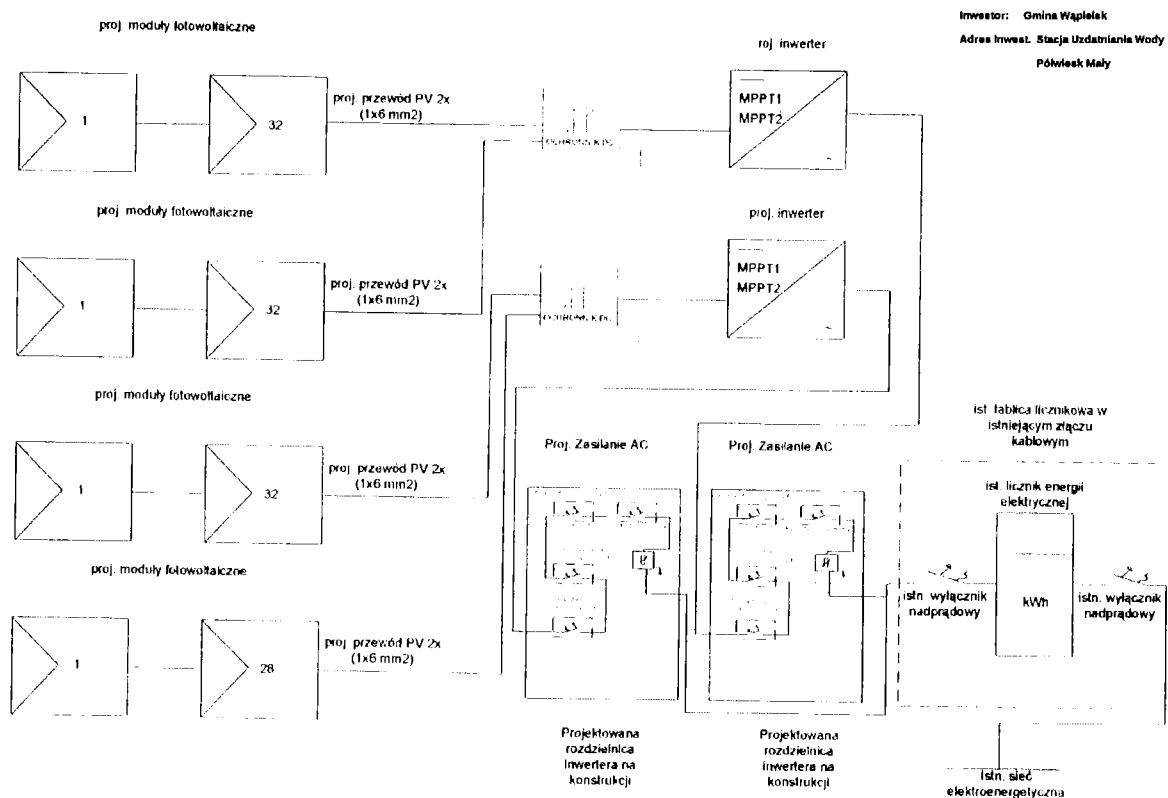 Inwestor: Gmina Wąpielsk
Adres Inwest. Stacja Uzdatniania Wody
Półwiesk Mały
proj moduły fotowoltaiczne
1
32
proj. przewód PV 2x
(1x6 mm2)
OCHRONNIK DC
roj. inwerter
MPPT1
MPPT2
~
proj moduły fotowoltaiczne
1
32
proj. przewód PV 2x
(1x6 mm2)
OCHRONNIK DC
proj. inwerter
MPPT1
MPPT2
~
proj. moduły fotowoltaiczne
1
32
proj przewód PV 2x
(1x6 mm2)
proj. moduły fotowoltaiczne
1
28
proj. przewód PV 2x
(1x6 mm2)
Proj. Zasilanie AC
Proj. Zasilanie AC
ist. tablica licznikowa w
istniejącym złączu
kablowym
ist. licznik energii
elektrycznej
kWh
istn. wyłącznik
nadprądowy
istn. wyłącznik
nadprądowy
Projektowana
rozdzielnica
inwertera na
konstrukcji
Projektowana
rozdzielnica
inwertera na
konstrukcji
istn. sieć
elektroenergetyczna